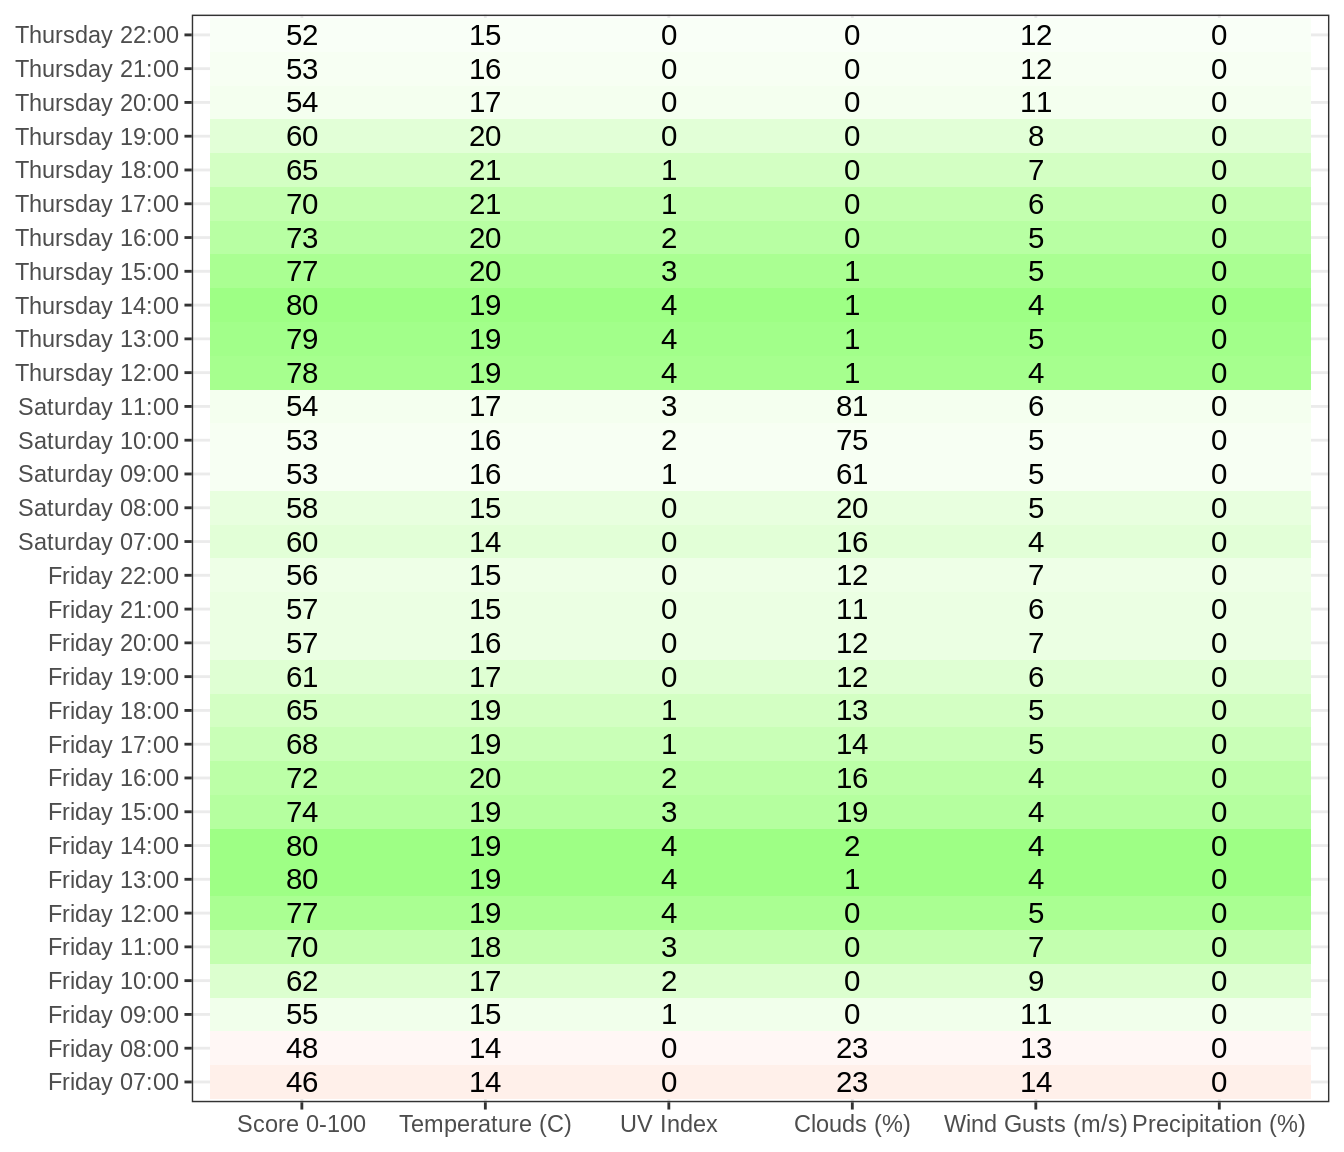 Thursday 22:00 52 15 0 0 12 0
Thursday 21:00 53 16 0 0 12 0
Thursday 20:00 54 17 0 0 11 0
Thursday 19:00 60 20 0 0 8 0
Thursday 18:00 65 21 1 0 7 0
Thursday 17:00 70 21 1 0 6 0
Thursday 16:00 73 20 2 0 5 0
Thursday 15:00 77 20 3 1 5 0
Thursday 14:00 80 19 4 1 4 0
Thursday 13:00 79 19 4 1 5 0
Thursday 12:00 78 19 4 1 4 0
Saturday 11:00 54 17 3 81 6 0
Saturday 10:00 53 16 2 75 5 0
Saturday 09:00 53 16 1 61 5 0
Saturday 08:00 58 15 0 20 5 0
Saturday 07:00 60 14 0 16 4 0
Friday 22:00 56 15 0 12 7 0
Friday 21:00 57 15 0 11 6 0
Friday 20:00 57 16 0 12 7 0
Friday 19:00 61 17 0 12 6 0
Friday 18:00 65 19 1 13 5 0
Friday 17:00 68 19 1 14 5 0
Friday 16:00 72 20 2 16 4 0
Friday 15:00 74 19 3 19 4 0
Friday 14:00 80 19 4 2 4 0
Friday 13:00 80 19 4 1 4 0
Friday 12:00 77 19 4 0 5 0
Friday 11:00 70 18 3 0 7 0
Friday 10:00 62 17 2 0 9 0
Friday 09:00 55 15 1 0 11 0
Friday 08:00 48 14 0 23 13 0
Friday 07:00 46 14 0 23 14 0
Score 0-100 Temperature (C) UV Index Clouds (%) Wind Gusts (m/s) Precipitation (%)